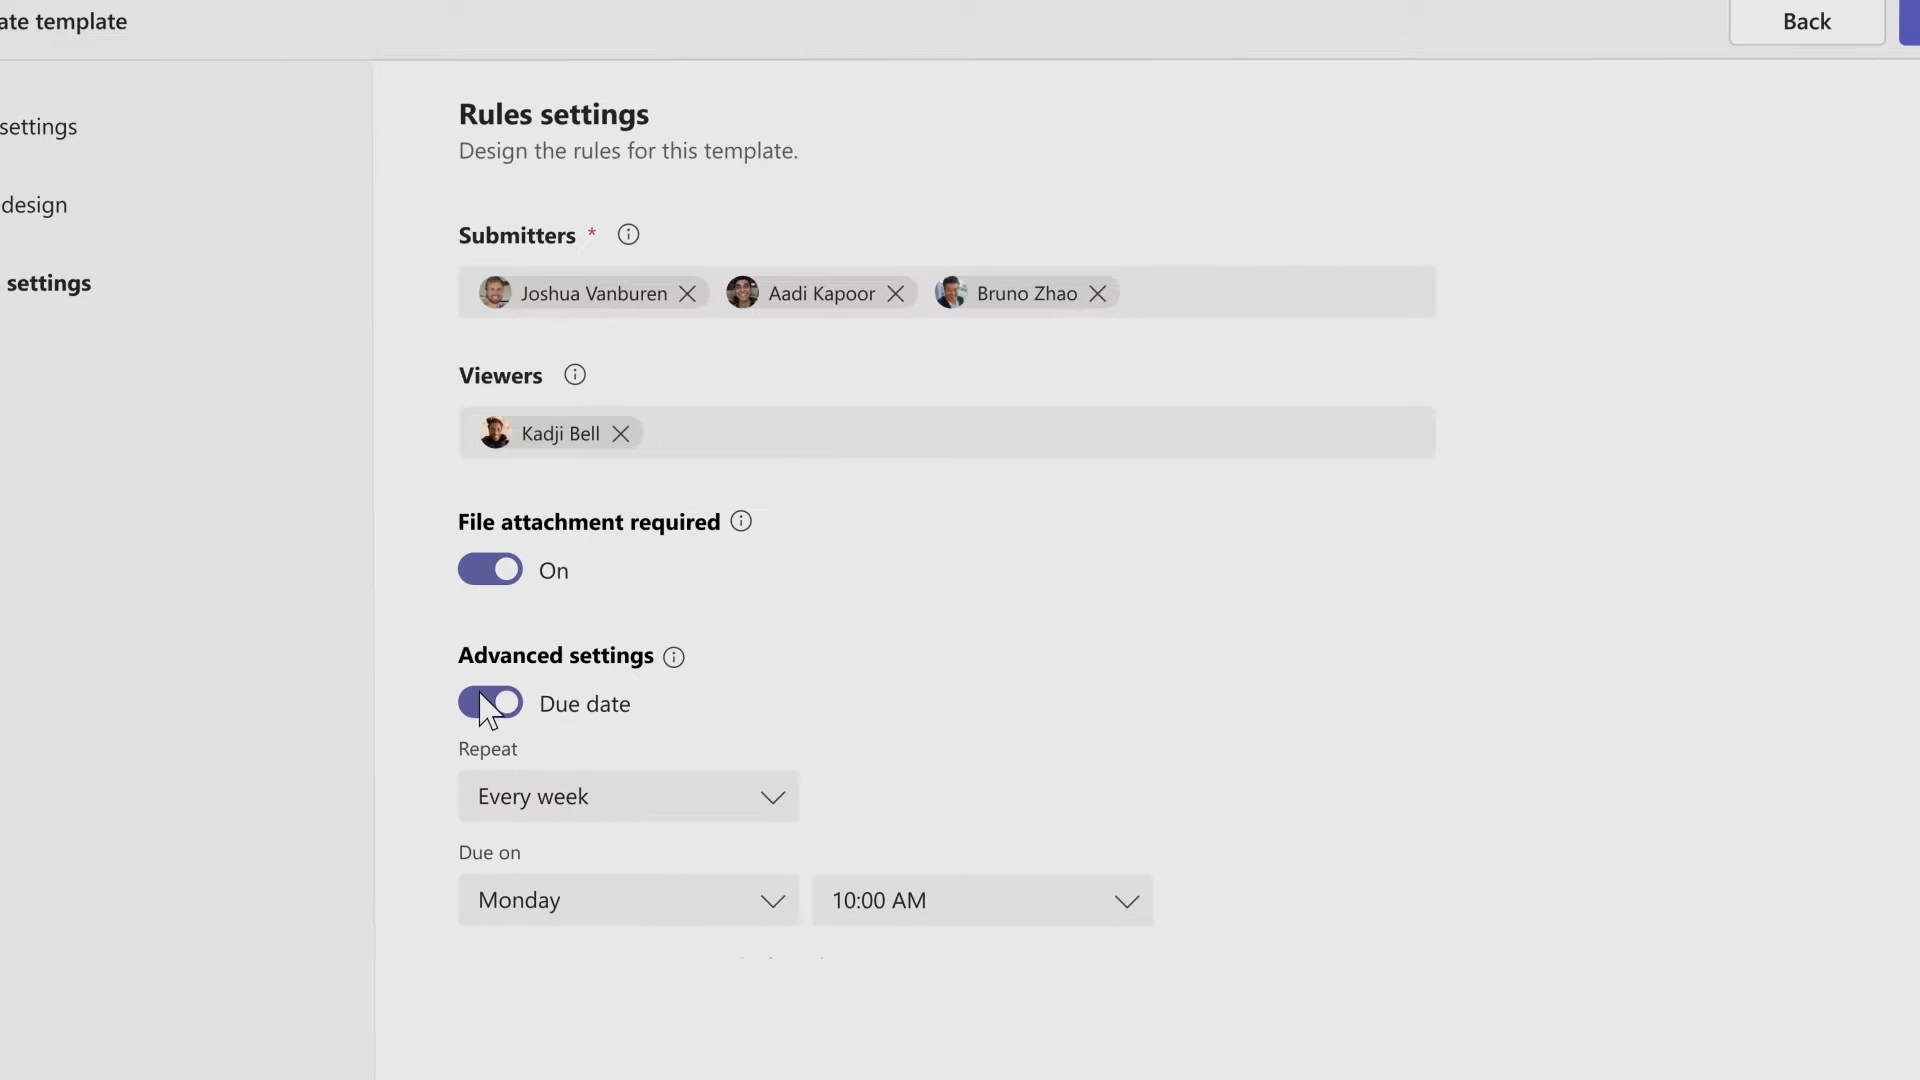 ate template
Back
settings
design
settings
Rules settings
Design the rules for this template.
Submitters *
Joshua Vanburen
Aadi Kapoor
Bruno Zhao
Viewers
Kadji Bell
File attachment required
On
Advanced settings
Due date
Repeat
Every week
Due on
Monday
10:00 AM